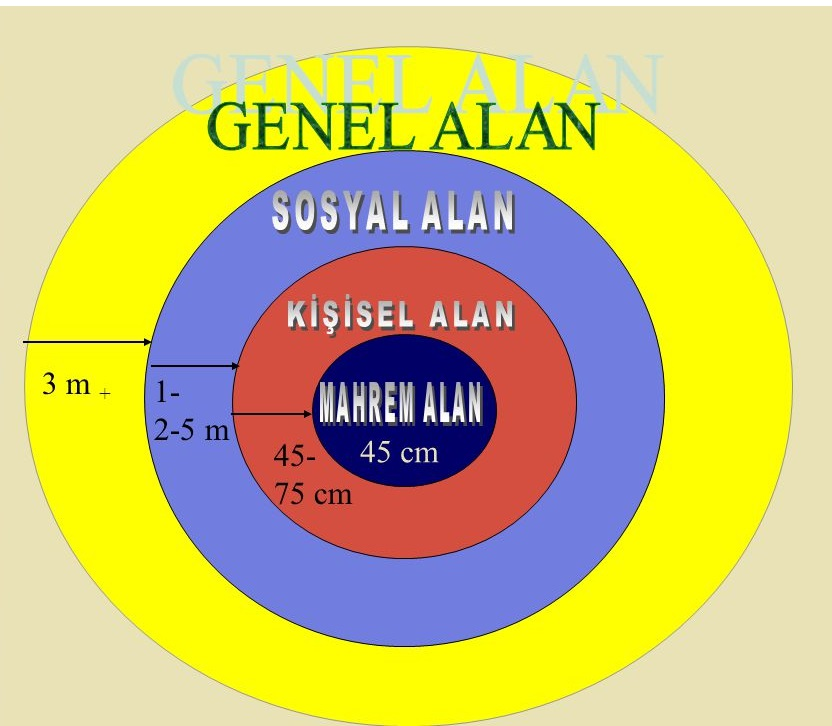 GENEL ALAN
GENEL ALAN
SOSYAL ALAN
KİŞİSEL ALAN
MAHREM ALAN
45 cm
3 m +
1-
2-5 m
45-
75 cm